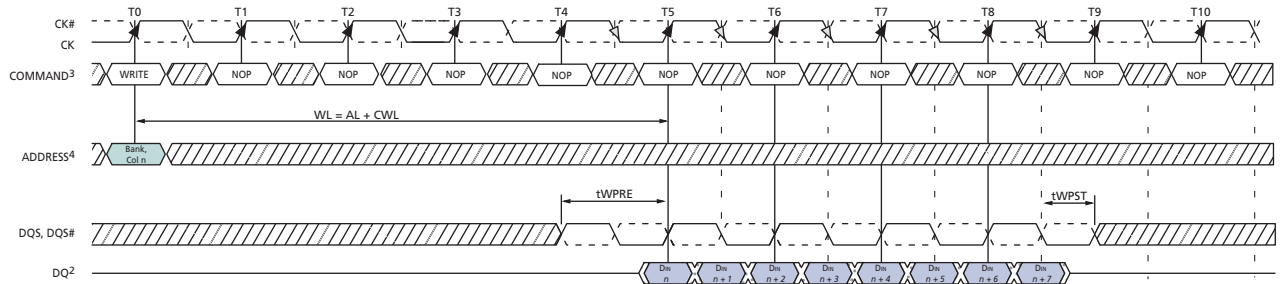 T0 T1 T2 T3 T4 T5 T6 T7 T8 T9 T10
CK#
CK
COMMAND3 WRITE NOP NOP NOP NOP NOP NOP NOP NOP NOP NOP
WL = AL + CWL
ADDRESS4 Bank,
Col n
tWPRE tWPST
DQS, DQS#
DQ2 DIN DIN DIN DIN DIN DIN DIN DIN
n n + 1 n + 2 n + 3 n + 4 n + 5 n + 6 n + 7